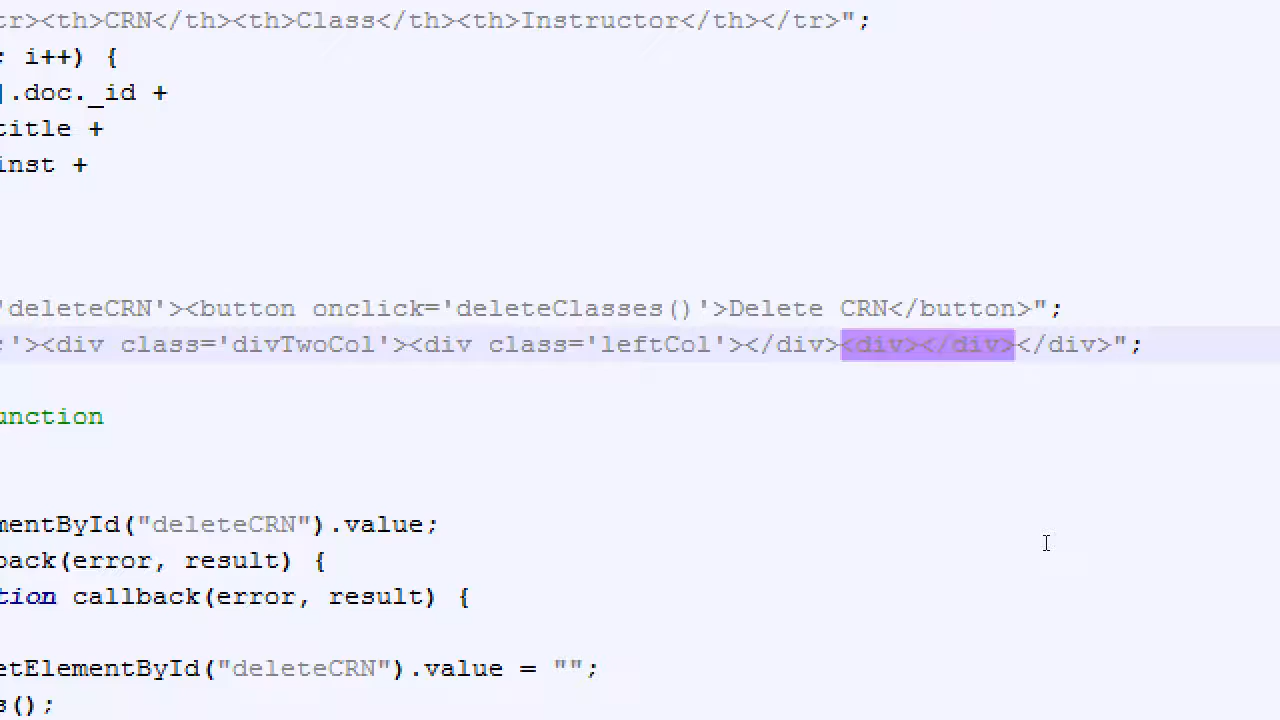 tr><th>CRN</th><th>Class</th><th>Instructor</th></tr>";
; i++) {
].doc._id +
title +
inst +
'deleteCRN'><button onclick='deleteClasses()'>Delete CRN</button>";
'><div class='divTwoCol'><div class='leftCol'></div><div></div></div>";
unction
mentById("deleteCRN").value;
back(error, result) {
tion callback(error, result) {
etElementById("deleteCRN").value = "";
s();